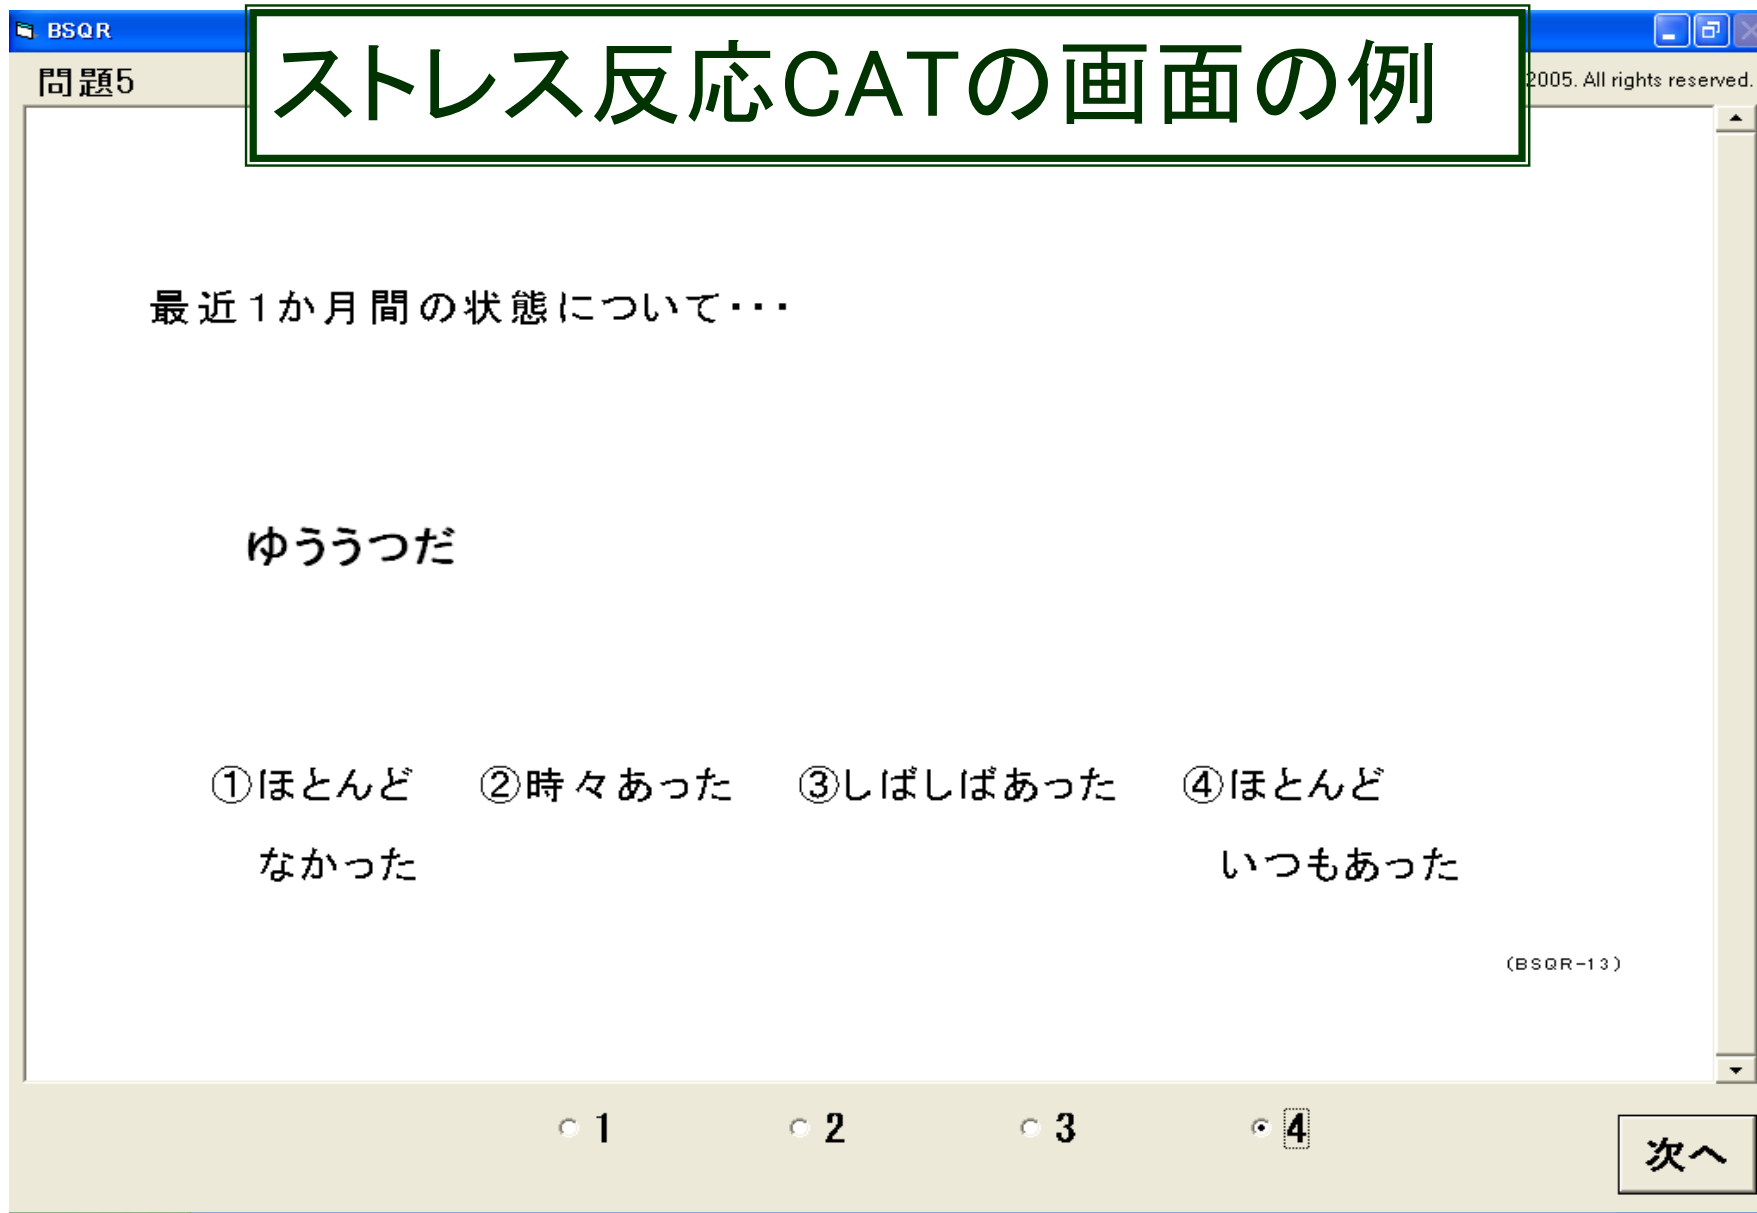 BSQR
ストレス反応CATの画面の例
問題5
2005. All rights reserved.
最近1か月間の状態について・・・
ゆううつだ
①ほとんど ②時々あった ③しばしばあった ④ほとんど
なかった いつもあった
(BSQR-13)
1 2 3 4
次へ